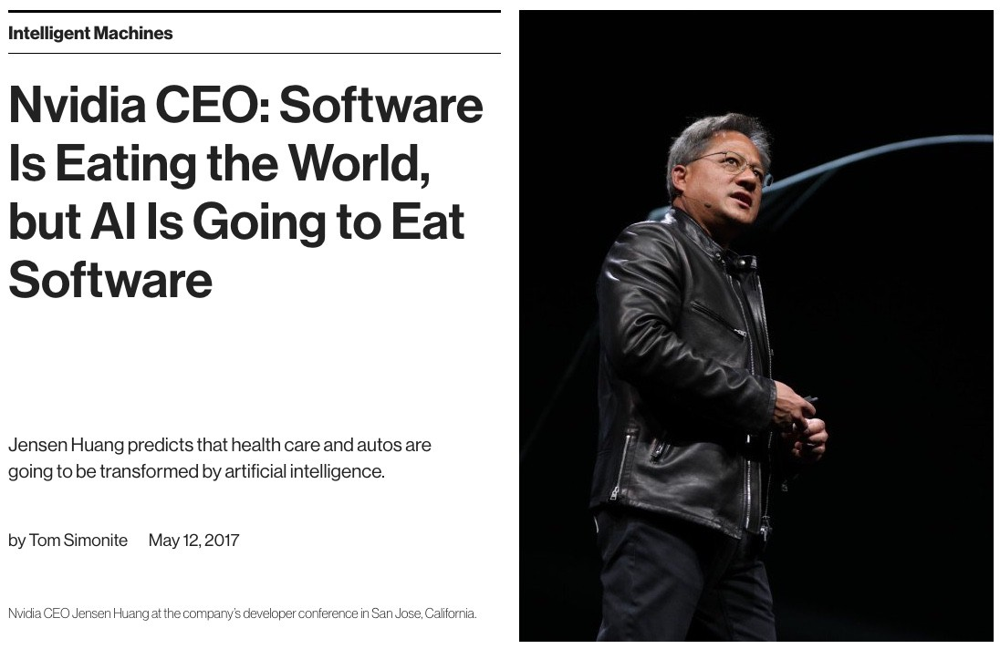 Intelligent Machines
Nvidia CEO: Software
Is Eating the World,
but AI Is Going to Eat
Software
Jensen Huang predicts that health care and autos are
going to be transformed by artificial intelligence.
by Tom Simonite May 12, 2017
Nvidia CEO Jensen Huang at the company's developer conference in San Jose, California.